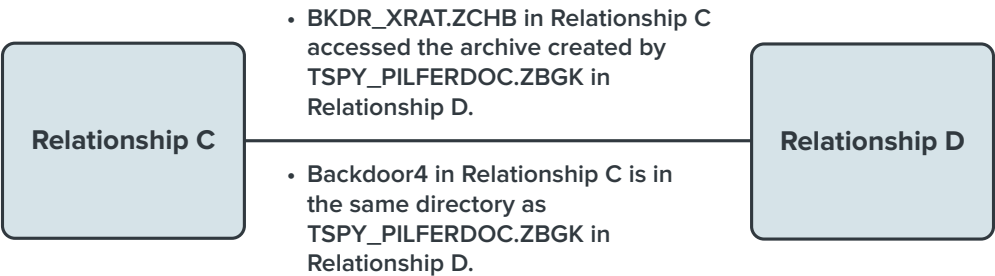 • BKDR_XRAT.ZCHB in Relationship C
accessed the archive created by
TSPY_PILFERDOC.ZBGK in
Relationship D.
Relationship C
Relationship D
• Backdoor4 in Relationship C is in
the same directory as
TSPY_PILFERDOC.ZBGK in
Relationship D.